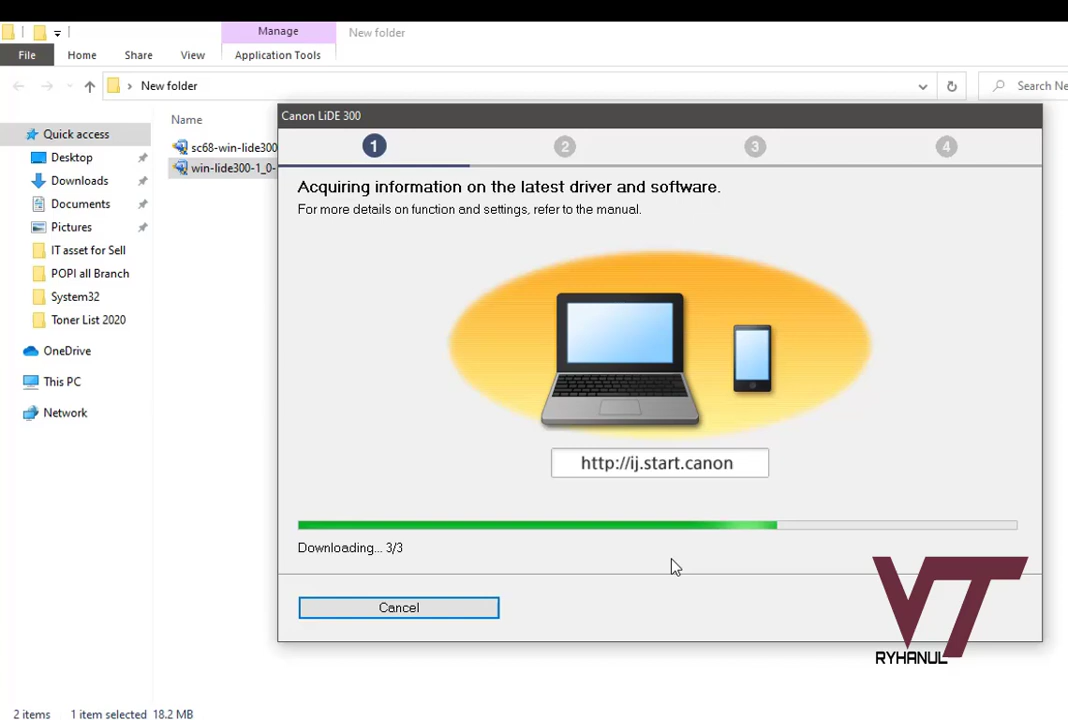 Manage
New folder
File
Home
Share
View
Application Tools
New folder
Search Ne
Quick access
Desktop
Downloads
Documents
Pictures
IT asset for Sell
POPI all Branch
System32
Toner List 2020
OneDrive
This PC
Network
Name
sc68-win-lide300
win-lide300-1_0-
Canon LiDE 300
1
2
3
4
Acquiring information on the latest driver and software.
For more details on function and settings, refer to the manual.
http://ij.start.canon
Downloading... 3/3
Cancel
VT
RYHANUL
2 items 1 item selected 18.2 MB